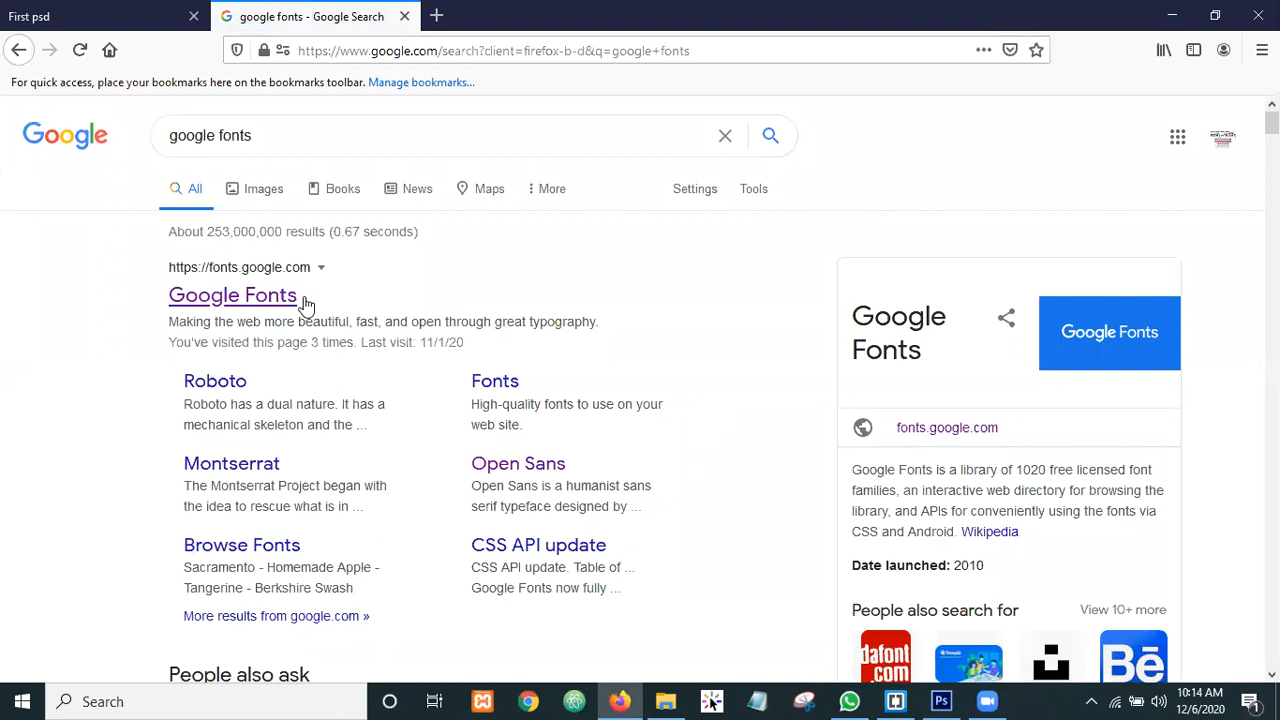 First psd
google fonts - Google Search
https://www.google.com/search?client=firefox-b-d&q=google+fonts
For quick access, place your bookmarks here on the bookmarks toolbar. Manage bookmarks...
Google
google fonts
All
Images
Books
News
Maps
More
Settings
Tools
About 253,000,000 results (0.67 seconds)
https://fonts.google.com
Google Fonts
Making the web more beautiful, fast, and open through great typography.
You've visited this page 3 times. Last visit: 11/1/20
Roboto
Roboto has a dual nature. It has a
mechanical skeleton and the ...
Fonts
High-quality fonts to use on your
web site.
Montserrat
The Montserrat Project began with
the idea to rescue what is in ...
Open Sans
Open Sans is a humanist sans
serif typeface designed by ...
Browse Fonts
Sacramento - Homemade Apple -
Tangerine - Berkshire Swash
CSS API update
CSS API update. Table of ...
Google Fonts now fully ...
More results from google.com »
People also ask
Google
Fonts
Google Fonts
fonts.google.com
Google Fonts is a library of 1020 free licensed font
families, an interactive web directory for browsing the
library, and APIs for conveniently using the fonts via
CSS and Android. Wikipedia
Date launched: 2010
People also search for
View 10+ more
dafont
.com
Bē
Search
Ps
10:14 AM
12/6/2020
1